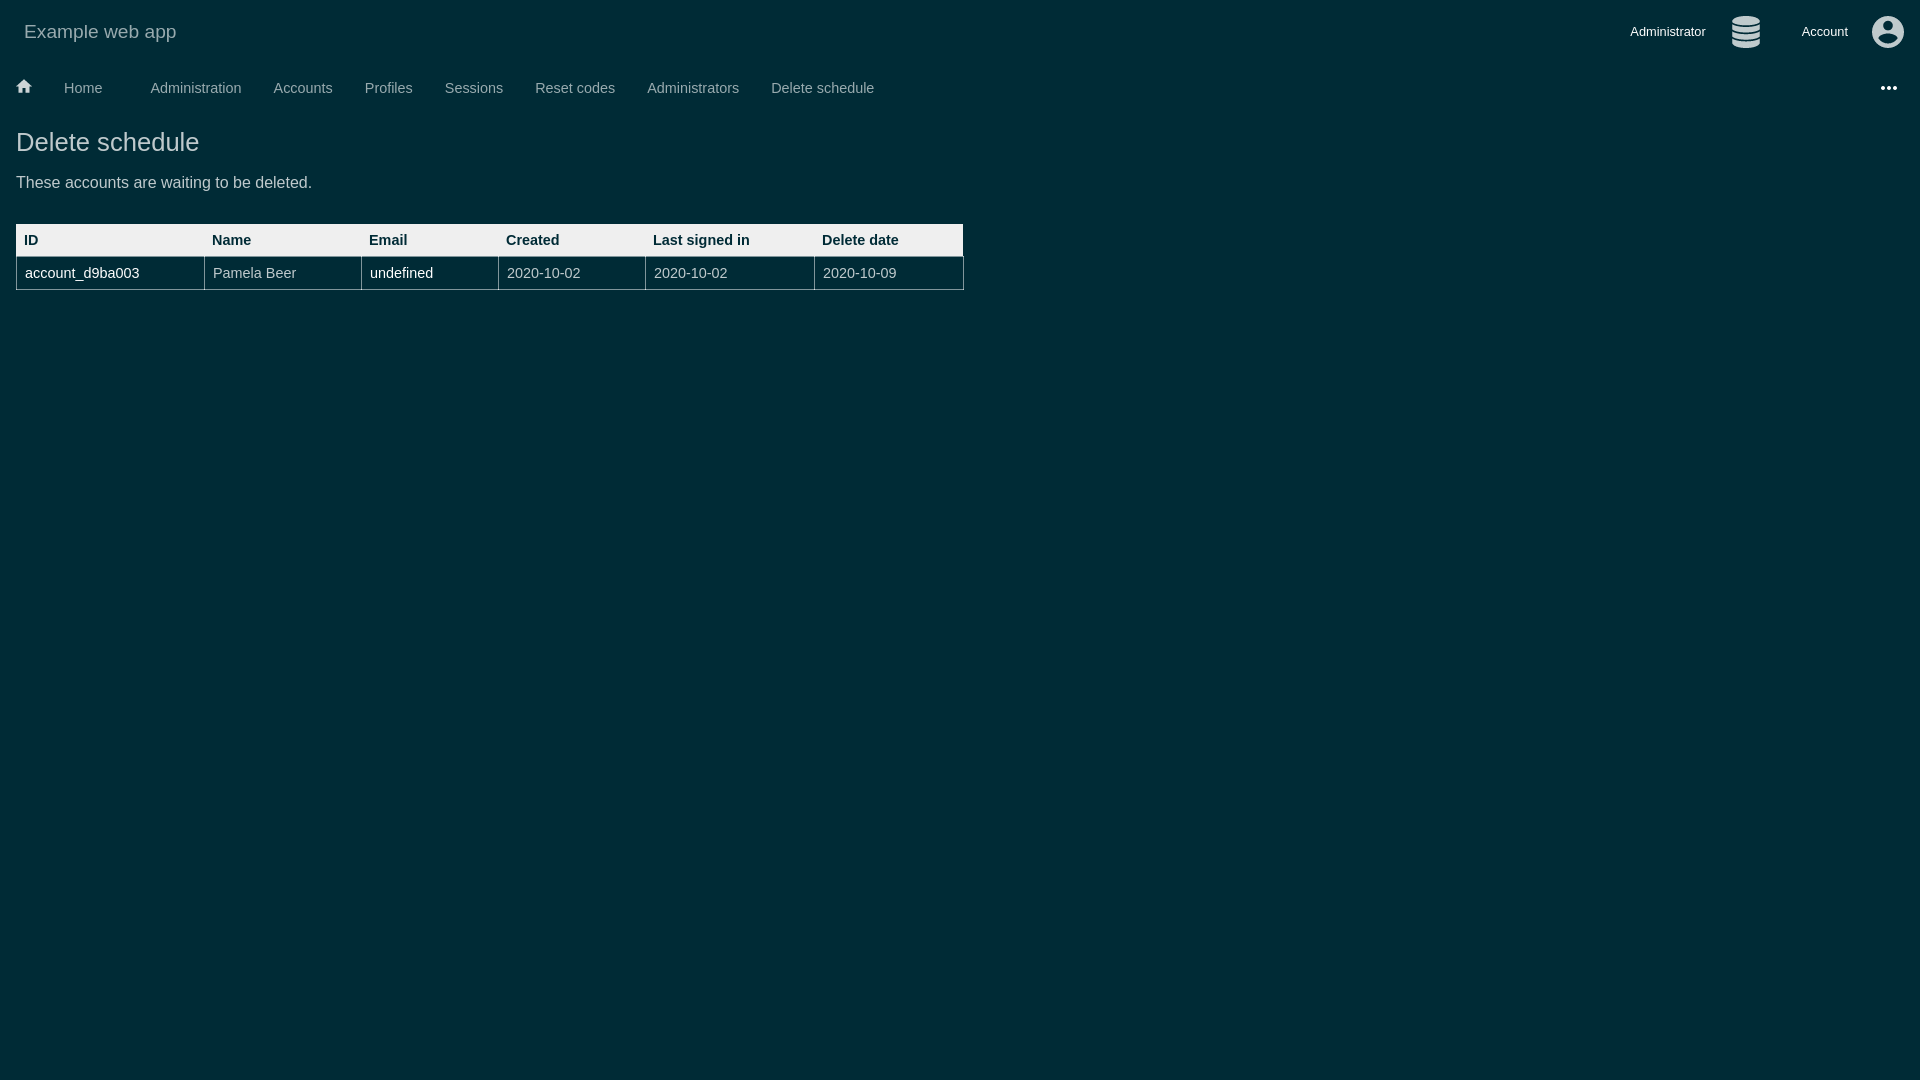 Example web app
Administrator
Account
Home Administration Accounts Profiles Sessions Reset codes Administrators Delete schedule
Delete schedule
These accounts are waiting to be deleted.
ID Name Email Created Last signed in Delete date
account_d9ba003 Pamela Beer undefined 2020-10-02 2020-10-02 2020-10-09